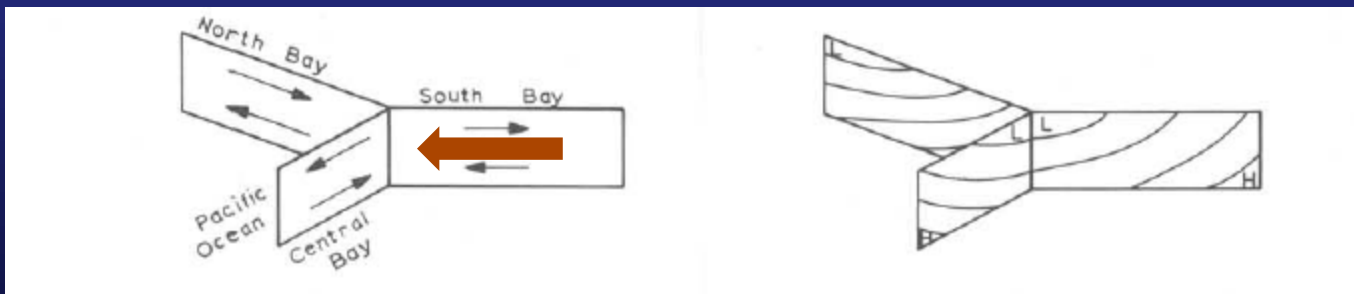 North Bay
South Bay
Pacific
Ocean
Central
Bay
L
L
L
H
H